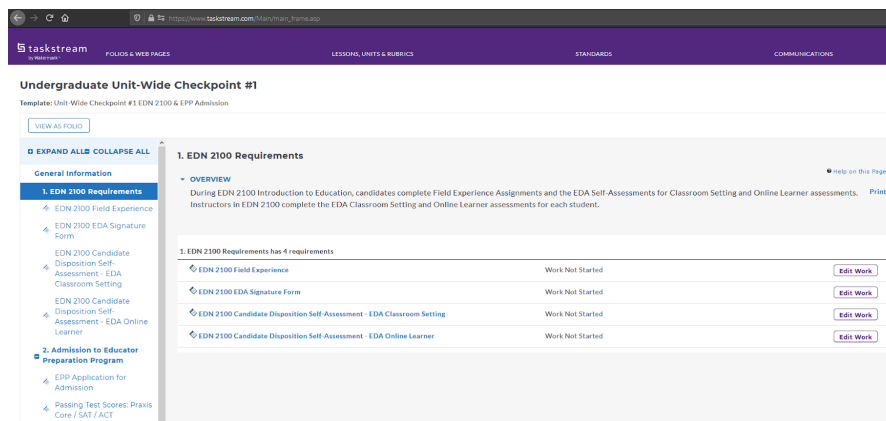 https://www.taskstream.com/Main/main_frame.asp
taskstream
by Watermark
FOLIOS & WEB PAGES
LESSONS, UNITS & RUBRICS
STANDARDS
COMMUNICATIONS
Undergraduate Unit-Wide Checkpoint #1
Template: Unit-Wide Checkpoint #1 EDN 2100 & EPP Admission
VIEW AS FOLIO
EXPAND ALL COLLAPSE ALL
General Information
1. EDN 2100 Requirements
EDN 2100 Field Experience
EDN 2100 EDA Signature
Form
EDN 2100 Candidate
Disposition Self-
Assessment - EDA
Classroom Setting
EDN 2100 Candidate
Disposition Self-
Assessment - EDA Online
Learner
2. Admission to Educator
Preparation Program
EPP Application for
Admission
Passing Test Scores: Praxis
Core / SAT / ACT
1. EDN 2100 Requirements
Help on this Page
OVERVIEW
During EDN 2100 Introduction to Education, candidates complete Field Experience Assignments and the EDA Self-Assessments for Classroom Setting and Online Learner assessments. Print
Instructors in EDN 2100 complete the EDA Classroom Setting and Online Learner assessments for each student.
1. EDN 2100 Requirements has 4 requirements
EDN 2100 Field Experience Work Not Started Edit Work
EDN 2100 EDA Signature Form Work Not Started Edit Work
EDN 2100 Candidate Disposition Self-Assessment - EDA Classroom Setting Work Not Started Edit Work
EDN 2100 Candidate Disposition Self-Assessment - EDA Online Learner Work Not Started Edit Work